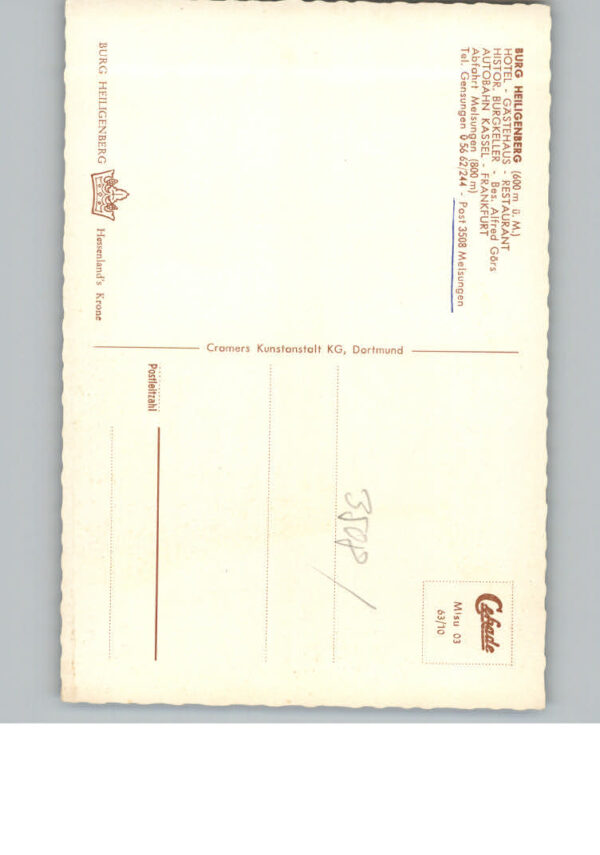 BURG HEILIGENBERG (600 m ü. M.)
HOTEL - GÄSTEHAUS - RESTAURANT
HISTOR. BURGKELLER - Bes. Alfred Görs
AUTOBAHN KASSEL - FRANKFURT
Abfahrt Melsungen (800 m)
Tel. Gensungen 0 56 62/244 - Post 3508 Melsungen
BURG HEILIGENBERG
Hessenland's Krone
Cramers Kunstanstalt KG, Dortmund
Cekade
Misu 03
63/10
3508 /
Postleitzahl